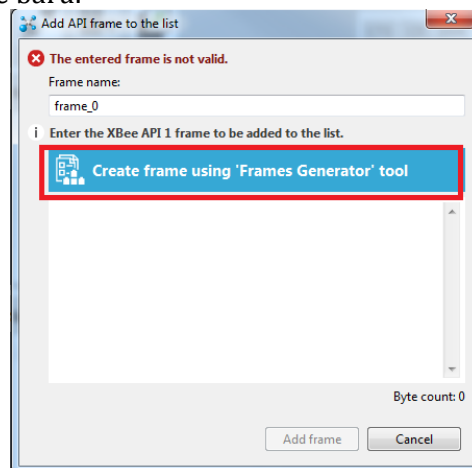 Add API frame to the list
The entered frame is not valid.
Frame name:
frame_0
Enter the XBee API 1 frame to be added to the list.
Create frame using 'Frames Generator' tool
Byte count: 0
Add frame Cancel